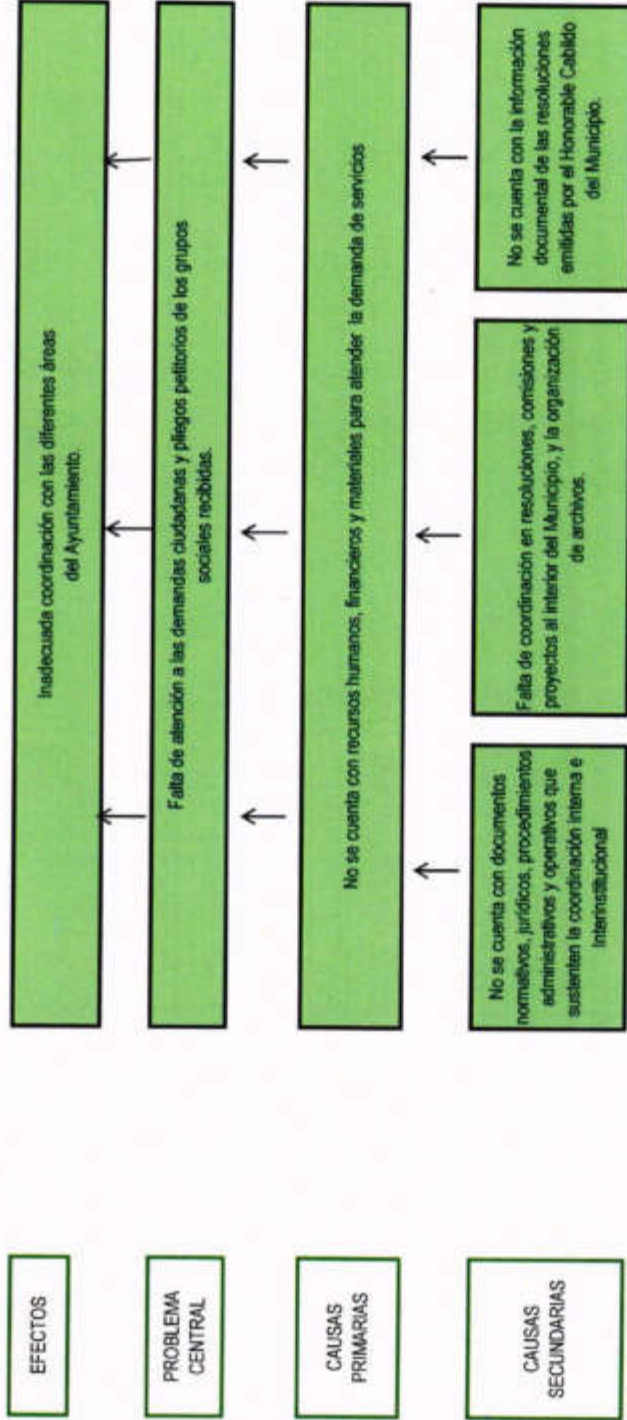 EFECTOS
Inadecuada coordinación con las diferentes áreas
del Ayuntamiento.
PROBLEMA
CENTRAL
Falta de atención a las demandas ciudadanas y pliegos petitorios de los grupos
sociales recibidas.
CAUSAS
PRIMARIAS
No se cuenta con recursos humanos, financieros y materiales para atender la demanda de servicios
CAUSAS
SECUNDARIAS
No se cuenta con documentos
normativos, jurídicos, procedimientos
administrativos y operativos que
sustenten la coordinación interna e
Interinstitucional
Falta de coordinación en resoluciones, comisiones y
proyectos al interior del Municipio, y la organización
de archivos.
No se cuenta con la información
documental de las resoluciones
emitidas por el Honorable Cabildo
del Municipio.